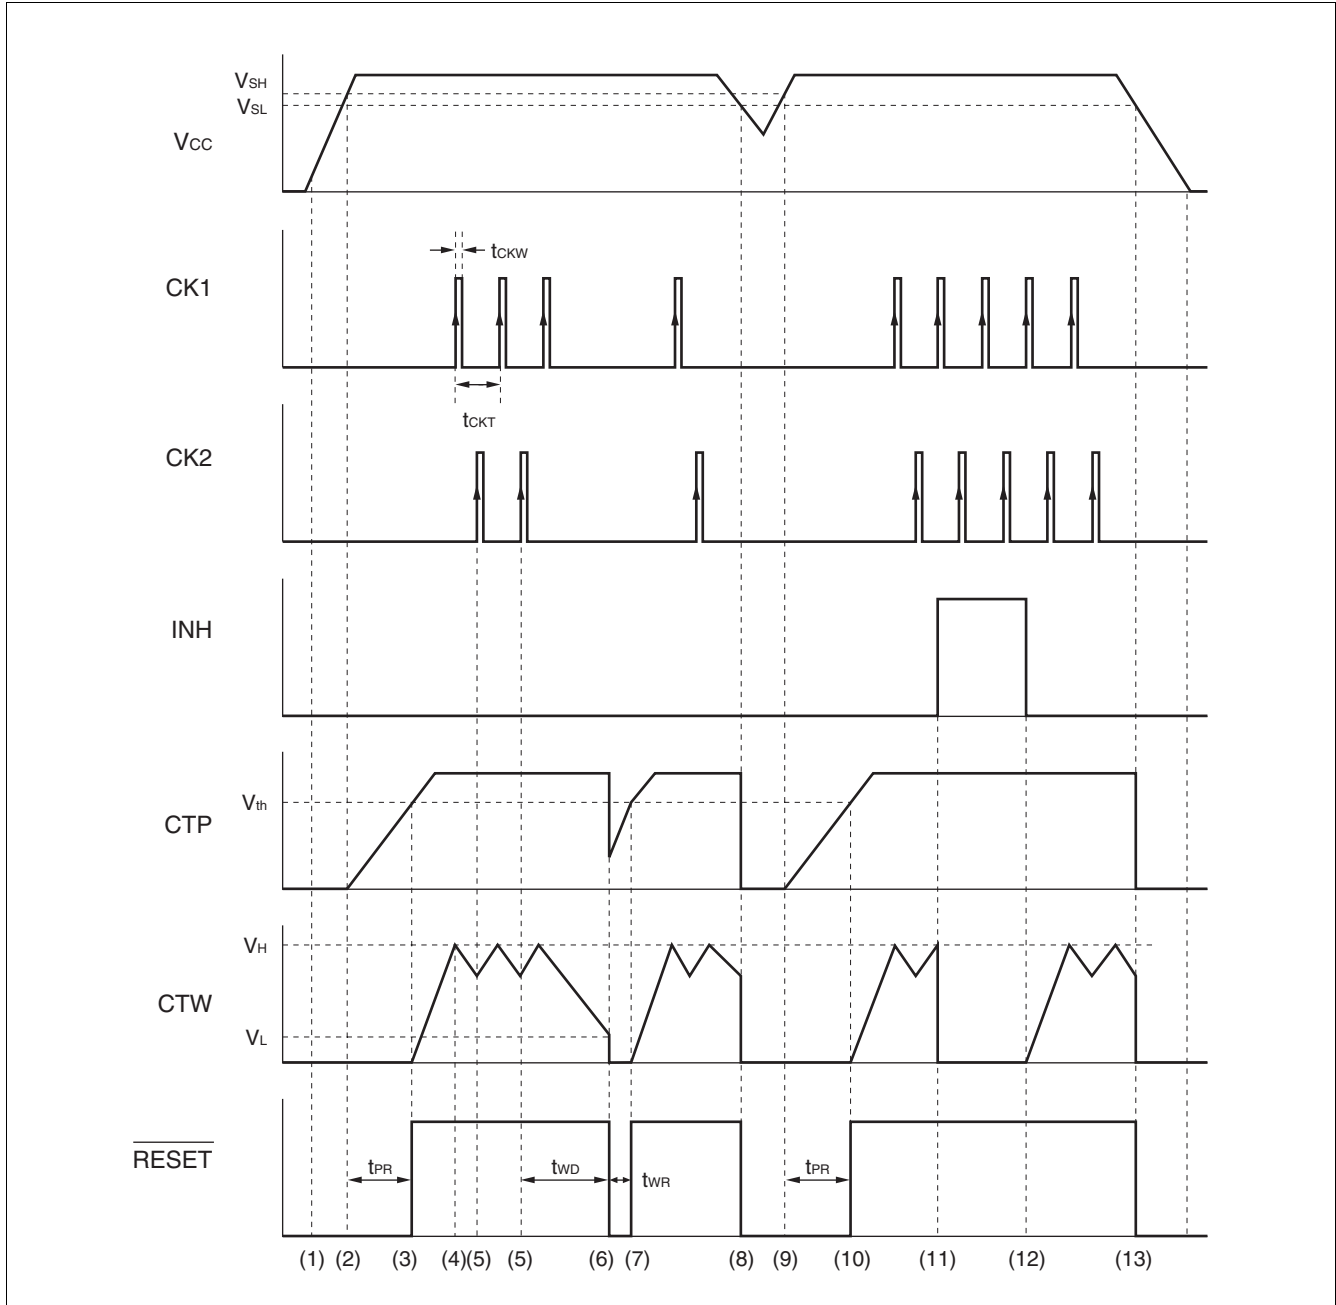 VSH
VSL
VCC
tCKW
CK1
tCKT
CK2
INH
Vth
CTP
VH
CTW
VL
RESET
tPR
tWD
tWR
tPR
(1) (2) (3) (4)(5) (5) (6) (7) (8) (9) (10) (11) (12) (13)